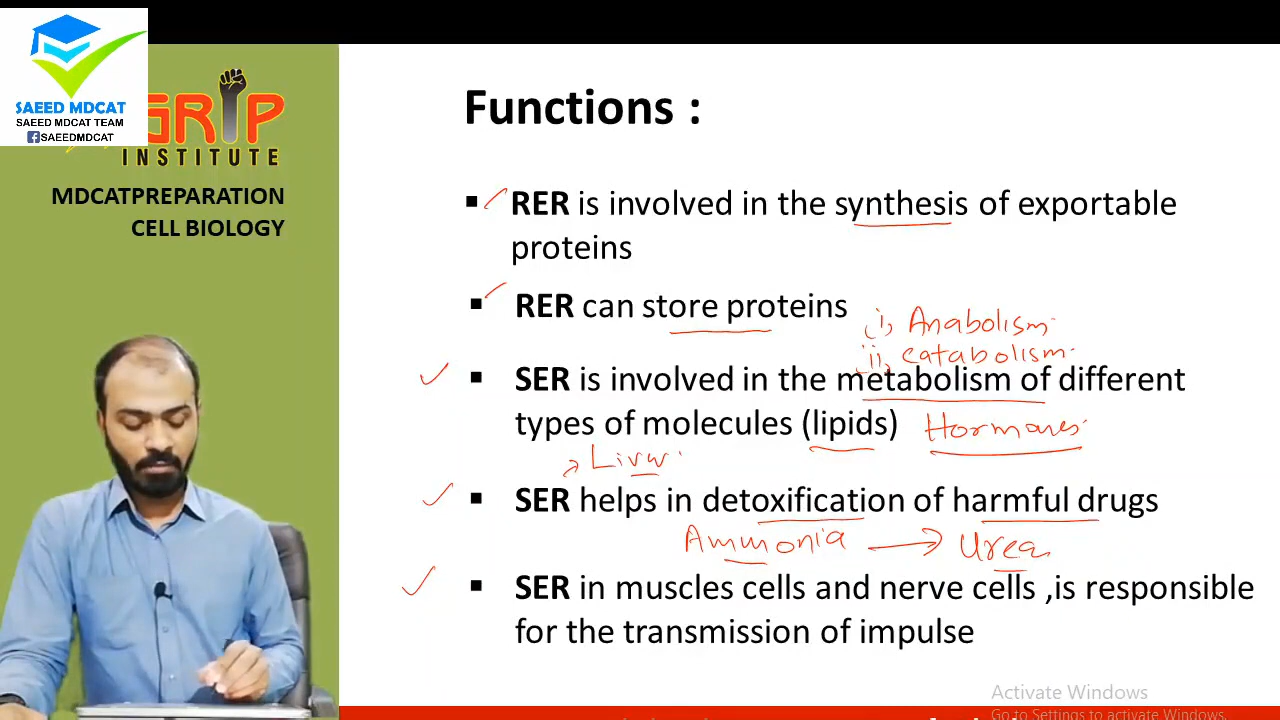 SAEED MDCAT
SAEED MDCAT TEAM
SAEEDMDCAT
GRIP
INSTITUTE
MDCATPREPARATION
CELL BIOLOGY
Functions :
RER is involved in the synthesis of exportable
proteins
RER can store proteins
i, Anabolism
ii, catabolism
SER is involved in the metabolism of different
types of molecules (lipids) Hormones
Liver
SER helps in detoxification of harmful drugs
Ammonia → Urea
SER in muscles cells and nerve cells ,is responsible
for the transmission of impulse
Activate Windows
Go to Settings to activate Windows.